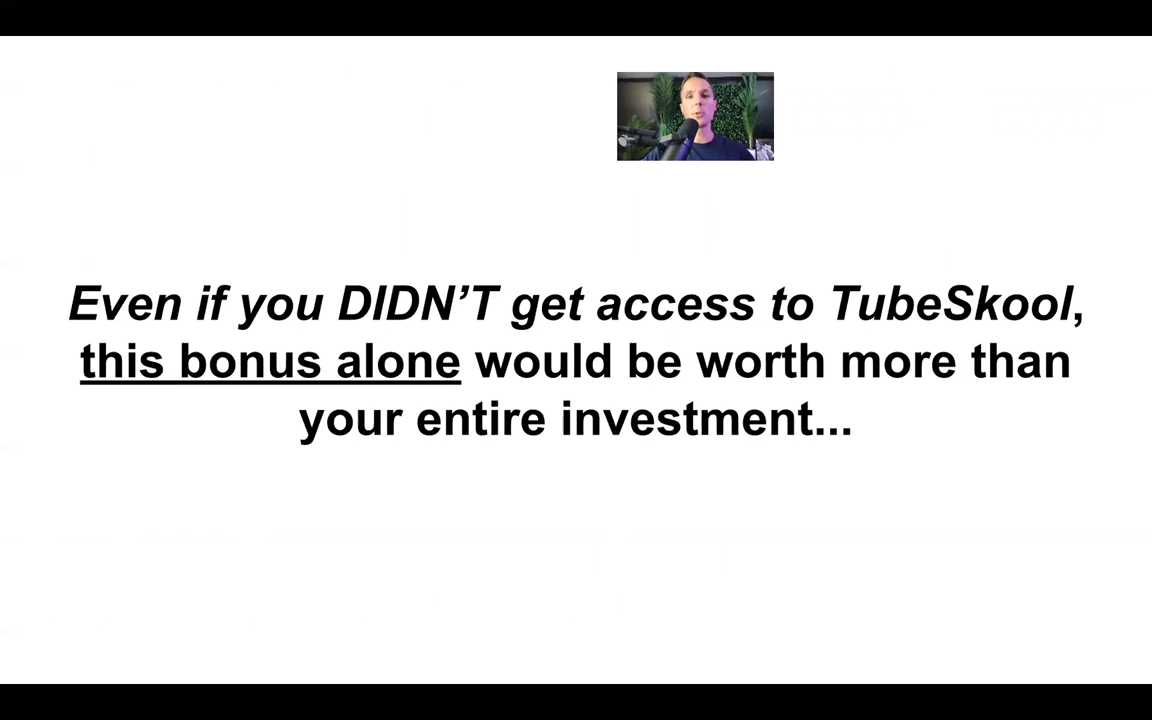 Even if you DIDN’T get access to TubeSkool,
this bonus alone would be worth more than
your entire investment...